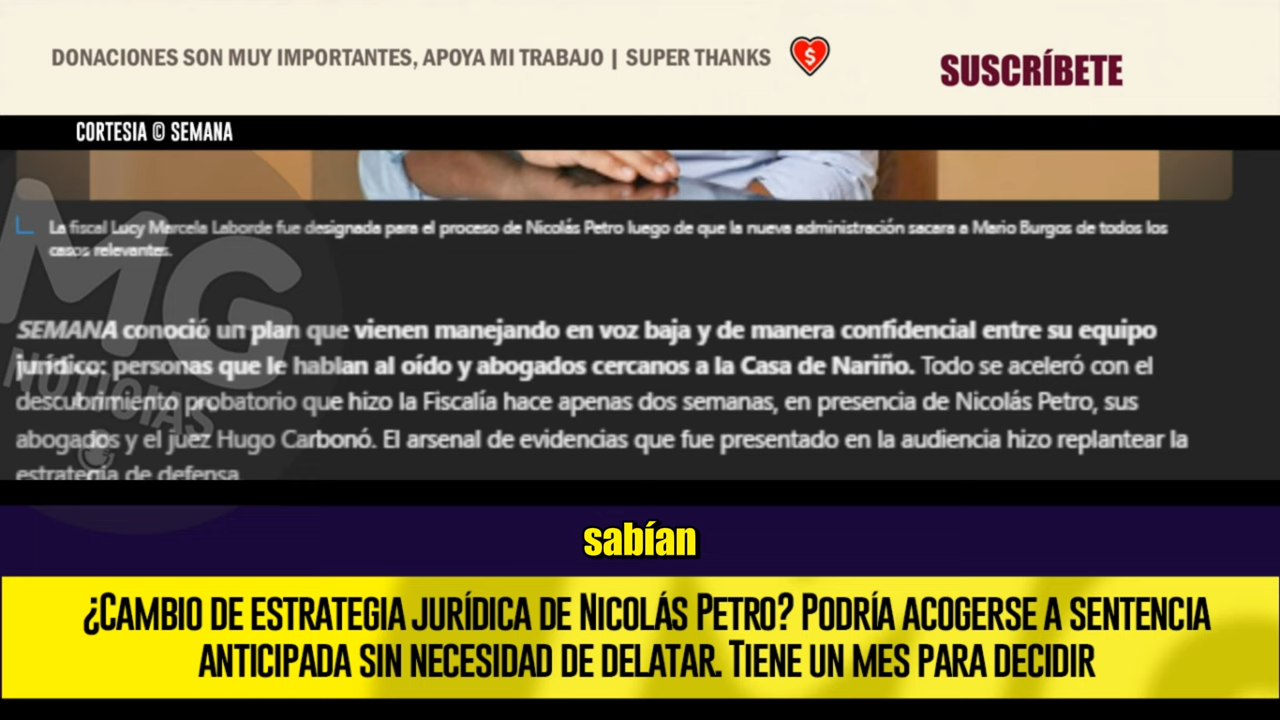 DONACIONES SON MUY IMPORTANTES, APOYA MI TRABAJO | SUPER THANKS
SUSCRÍBETE
CORTESIA © SEMANA
La fiscal Lucy Marcela Laborde fue designada para el proceso de Nicolás Petro luego de que la nueva administración sacara a Mario Burgos de todos los
casos relevantes.
MG
NOTICIAS
SEMANA conoció un plan que vienen manejando en voz baja y de manera confidencial entre su equipo
jurídico: personas que le hablan al oído y abogados cercanos a la Casa de Nariño. Todo se aceleró con el
descubrimiento probatorio que hizo la Fiscalía hace apenas dos semanas, en presencia de Nicolás Petro, sus
abogados y el juez Hugo Carbonó. El arsenal de evidencias que fue presentado en la audiencia hizo replantear la
estrategia de defensa.
sabían
¿CAMBIO DE ESTRATEGIA JURÍDICA DE NICOLÁS PETRO? PODRÍA ACOGERSE A SENTENCIA
ANTICIPADA SIN NECESIDAD DE DELATAR. TIENE UN MES PARA DECIDIR